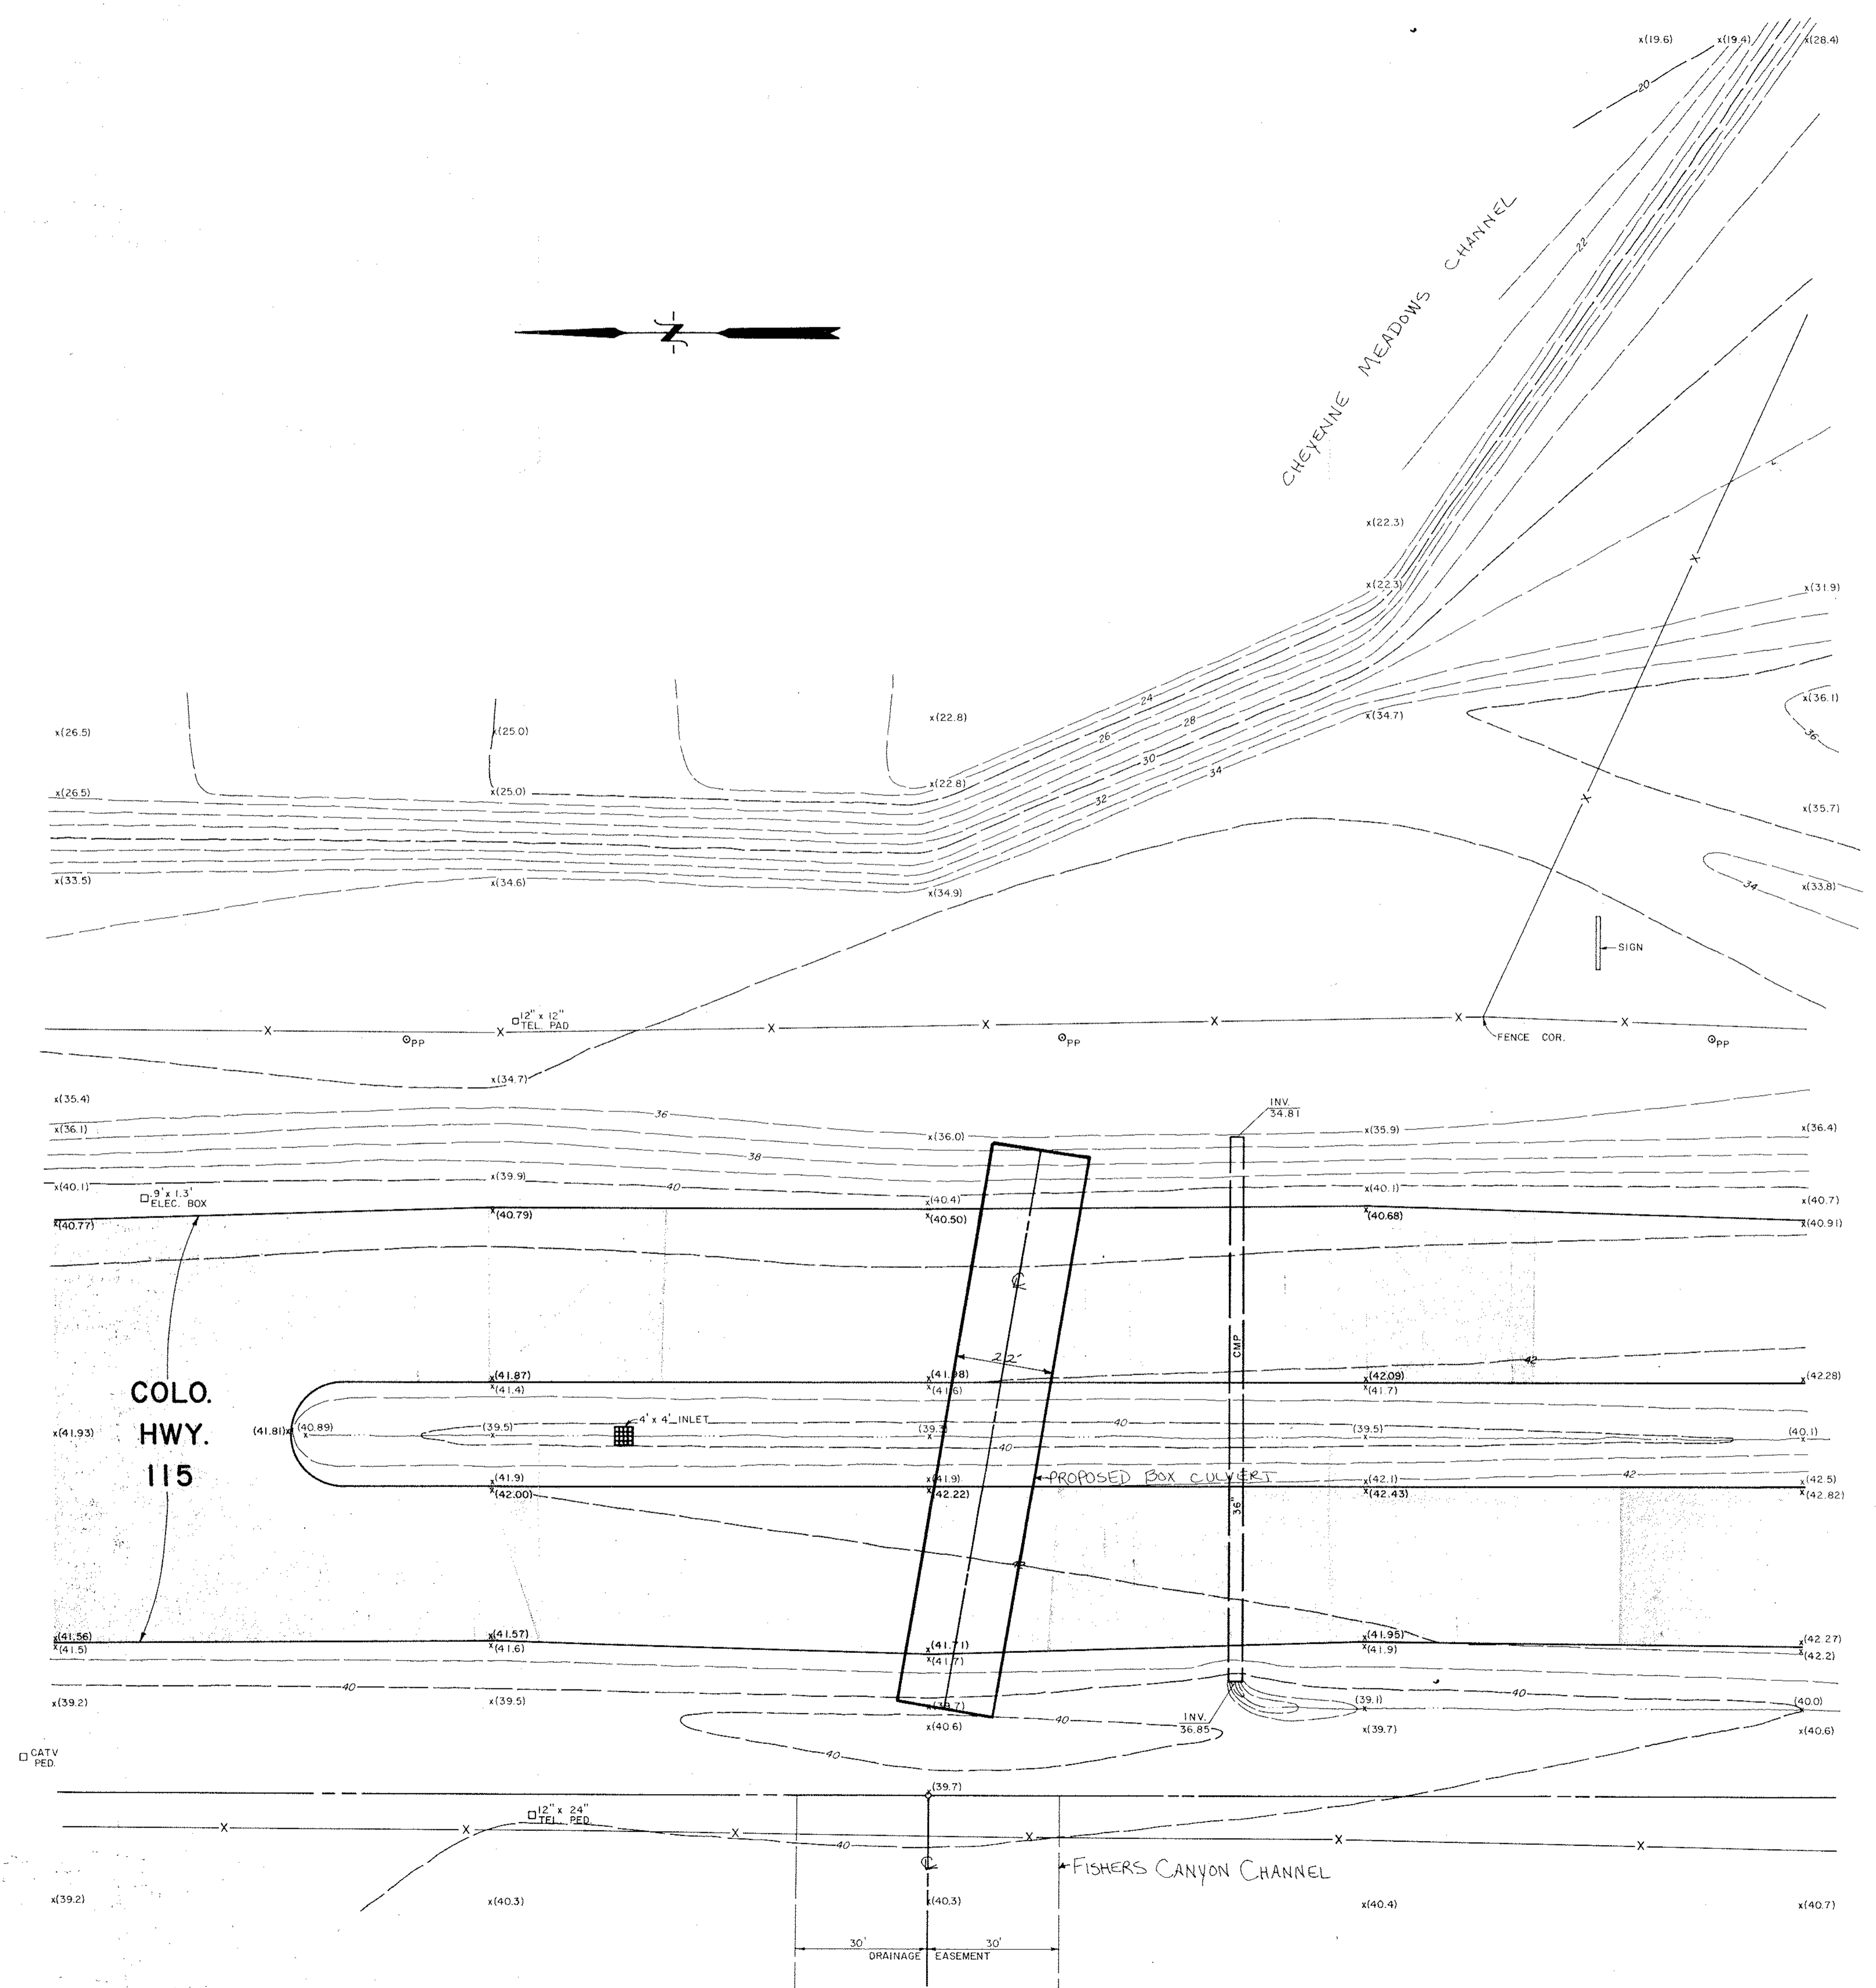 x(19.6) x(19.4) x(28.4)
20
22
CHEYENNE MEADOWS CHANNEL
N
x(22.3)
x(22.3)
x(31.9)
24
x(36.1)
x(22.8)
28
x(34.7)
x(26.5)
x(25.0)
26
36
30
34
x(22.8)
x(26.5)
x(25.0)
32
x(35.7)
x(33.5)
x(34.6)
x(34.9)
34
x(33.8)
SIGN
12" x 12"
TEL. PAD
PP
PP
FENCE COR.
PP
x(34.7)
x(35.4)
INV.
34.81
36
x(36.1)
x(36.0)
x(35.9)
x(36.4)
38
x(39.9)
x(40.1)
40
x(40.1)
.9' x 1.3'
ELEC. BOX
x(40.4)
x(40.7)
x(40.77)
x(40.79)
x(40.50)
x(40.68)
x(40.91)
℄
CMP
22'
42
x(41.87)
x(41.98)
x(42.09)
x(42.28)
x(41.4)
x(41.6)
x(41.7)
COLO.
HWY.
115
4' x 4' INLET
40
x(41.93)
(41.81)x
(40.89)
(39.5)
(39.5)
(40.1)
40
PROPOSED BOX CULVERT
42
x(41.9)
x(41.9)
x(42.1)
x(42.5)
x(42.00)
x(42.22)
x(42.43)
x(42.82)
36"
42
x(41.56)
x(41.57)
x(41.71)
x(41.95)
x(42.27)
x(41.5)
x(41.6)
x(41.7)
x(41.9)
x(42.2)
40
40
x(39.2)
x(39.5)
(39.7)
(39.1)
(40.0)
INV.
36.85
40
x(40.6)
x(39.7)
x(40.6)
CATV
PED.
40
x(39.7)
12" x 24"
TEL. PED.
40
℄
FISHERS CANYON CHANNEL
x(39.2)
x(40.3)
x(40.3)
x(40.4)
x(40.7)
30' 30'
DRAINAGE EASEMENT